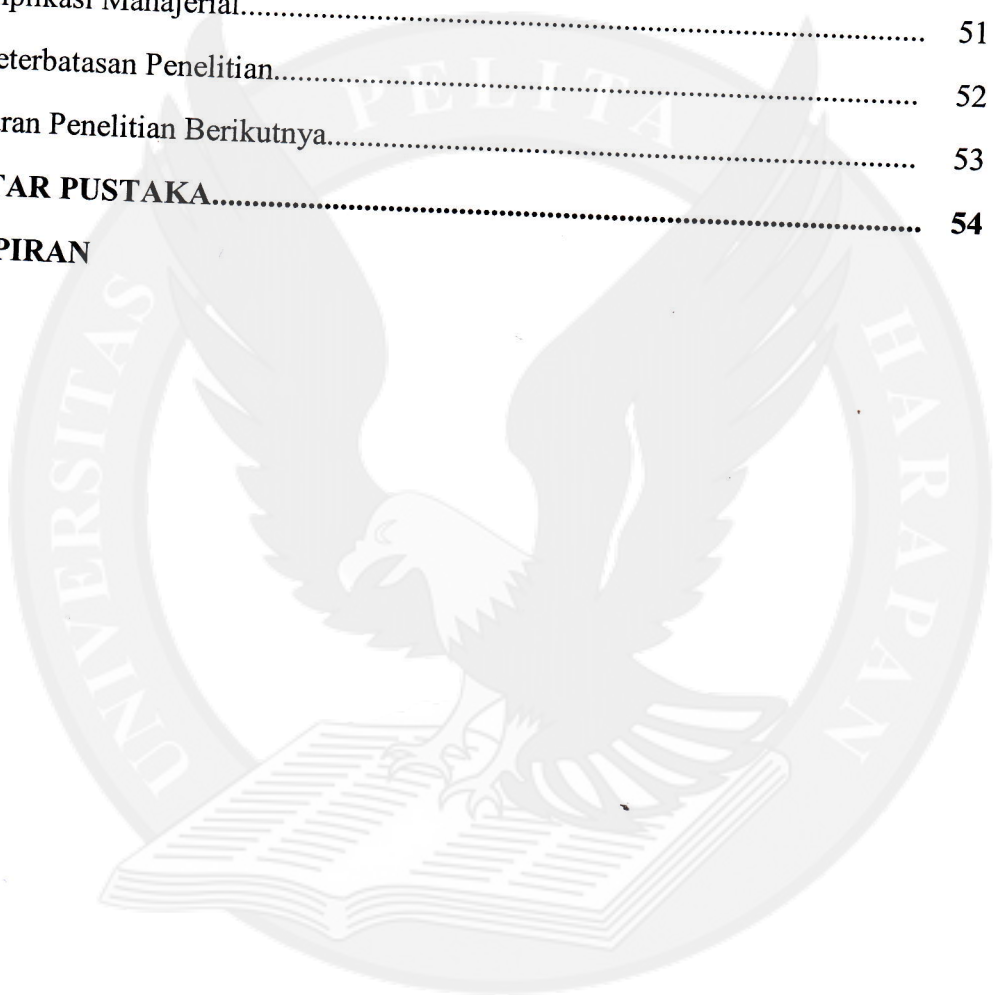 plikasi Manajerial.......................................................................................... 51
eterbatasan Penelitian..................................................................................... 52
ran Penelitian Berikutnya............................................................................... 53
TAR PUSTAKA............................................................................................. 54
PIRAN
UNIVERSITAS PELITA HARAPAN